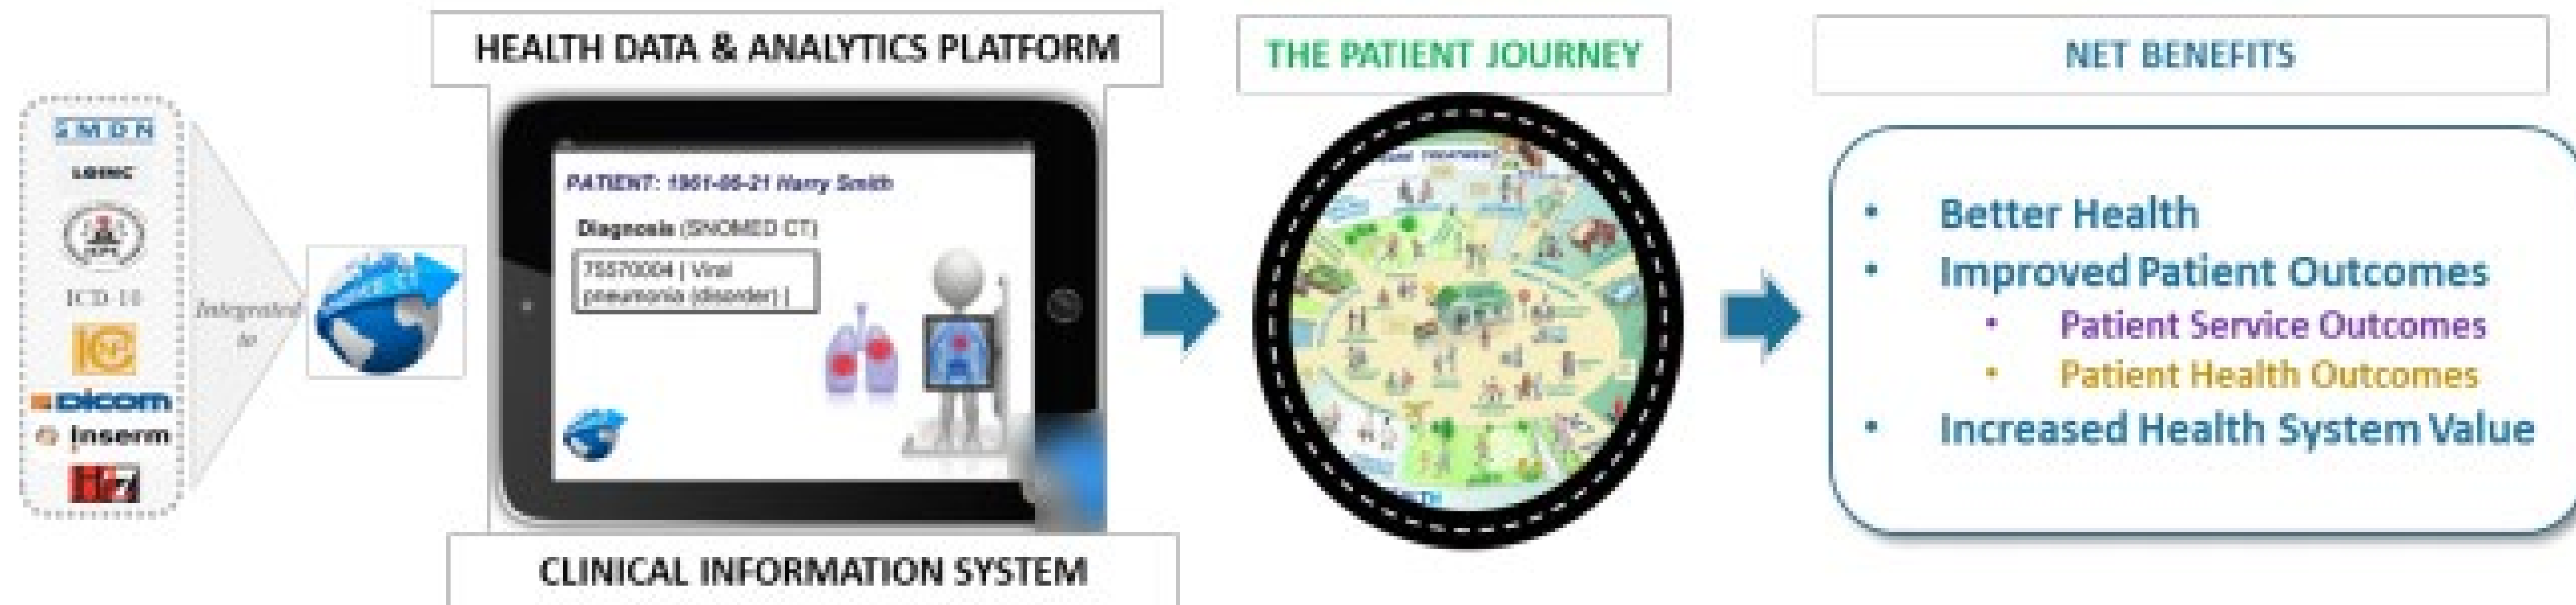 HEALTH DATA & ANALYTICS PLATFORM
THE PATIENT JOURNEY
NET BENEFITS
LOINC
ICD-10
DICOM
Inserm
Integrated
to
PATIENT: 1961-06-21 Harry Smith
Diagnosis (SNOMED CT)
75570004 | Viral
pneumonia (disorder) |
• Better Health
• Improved Patient Outcomes
• Patient Service Outcomes
• Patient Health Outcomes
• Increased Health System Value
CLINICAL INFORMATION SYSTEM